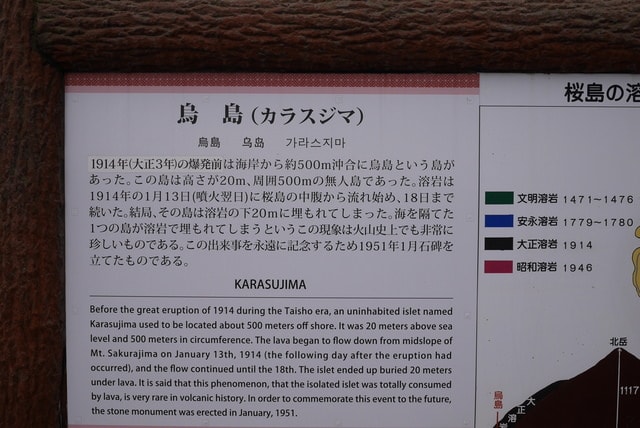 烏 島 (カラスジマ)
烏島 乌岛 가라스지마
1914年(大正3年)の爆発前は海岸から約500m沖合に烏島という島が
あった。この島は高さが20m、周囲500mの無人島であった。溶岩は
1914年の1月13日(噴火翌日)に桜島の中腹から流れ始め、18日まで
続いた。結局、その島は溶岩の下20mに埋もれてしまった。海を隔てた
1つの島が溶岩で埋もれてしまうというこの現象は火山史上でも非常に
珍しいものである。この出来事を永遠に記念するため1951年1月石碑を
立てたものである。
KARASUJIMA
Before the great eruption of 1914 during the Taisho era, an uninhabited islet named
Karasujima used to be located about 500 meters off shore. It was 20 meters above sea
level and 500 meters in circumference. The lava began to flow down from midslope of
Mt. Sakurajima on January 13th, 1914 (the following day after the eruption had
occurred), and the flow continued until the 18th. The islet ended up buried 20 meters
under lava. It is said that this phenomenon, that the isolated islet was totally consumed
by lava, is very rare in volcanic history. In order to commemorate this event to the future,
the stone monument was erected in January, 1951.
桜島の溶
文明溶岩 1471~1476
安永溶岩 1779~1780
大正溶岩 1914
昭和溶岩 1946
北岳
1117
烏島
大正溶岩